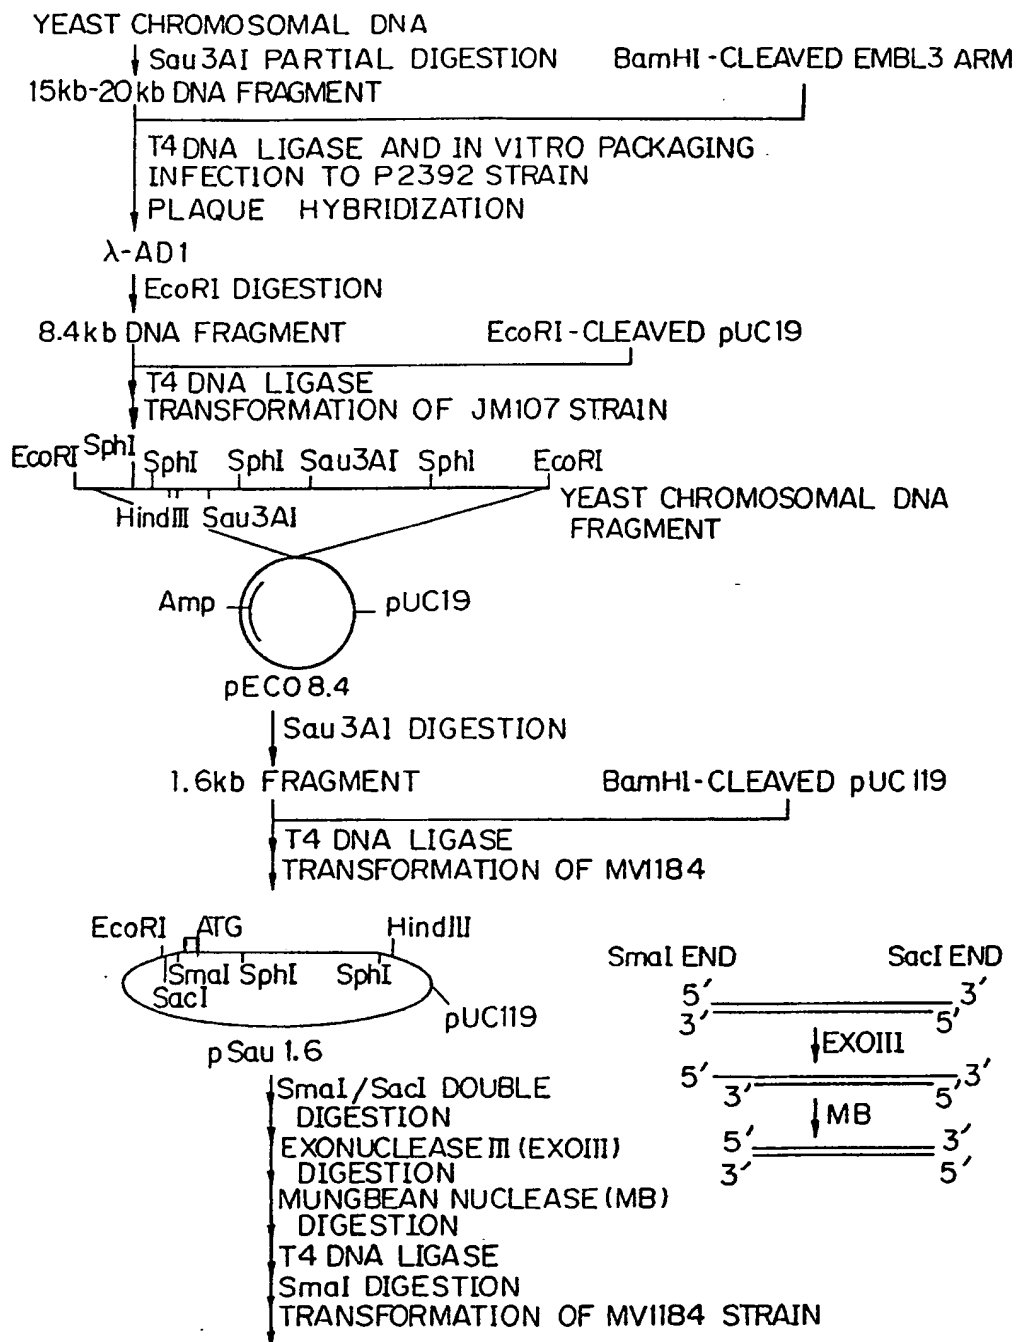 YEAST CHROMOSOMAL DNA
Sau3AI PARTIAL DIGESTION
BamHI-CLEAVED EMBL3 ARM
15kb-20kb DNA FRAGMENT
T4 DNA LIGASE AND IN VITRO PACKAGING
INFECTION TO P2392 STRAIN
PLAQUE HYBRIDIZATION
λ-AD1
EcoRI DIGESTION
8.4kb DNA FRAGMENT
EcoRI-CLEAVED pUC19
T4 DNA LIGASE
TRANSFORMATION OF JM107 STRAIN
EcoRI SphI SphI SphI Sau3AI SphI EcoRI
HindIII Sau3AI
YEAST CHROMOSOMAL DNA
FRAGMENT
Amp
pUC19
pECO8.4
Sau3AI DIGESTION
1.6kb FRAGMENT
BamHI-CLEAVED pUC119
T4 DNA LIGASE
TRANSFORMATION OF MV1184
EcoRI ATG HindIII
SmaI SphI SphI
SacI
pUC119
pSau1.6
SmaI END SacI END
5′ 3′
3′ 5′
EXOIII
5′ 3′
3′ 5′
MB
5′ 3′
3′ 5′
SmaI/SacI DOUBLE
DIGESTION
EXONUCLEASE III (EXOIII)
DIGESTION
MUNGBEAN NUCLEASE (MB)
DIGESTION
T4 DNA LIGASE
SmaI DIGESTION
TRANSFORMATION OF MV1184 STRAIN